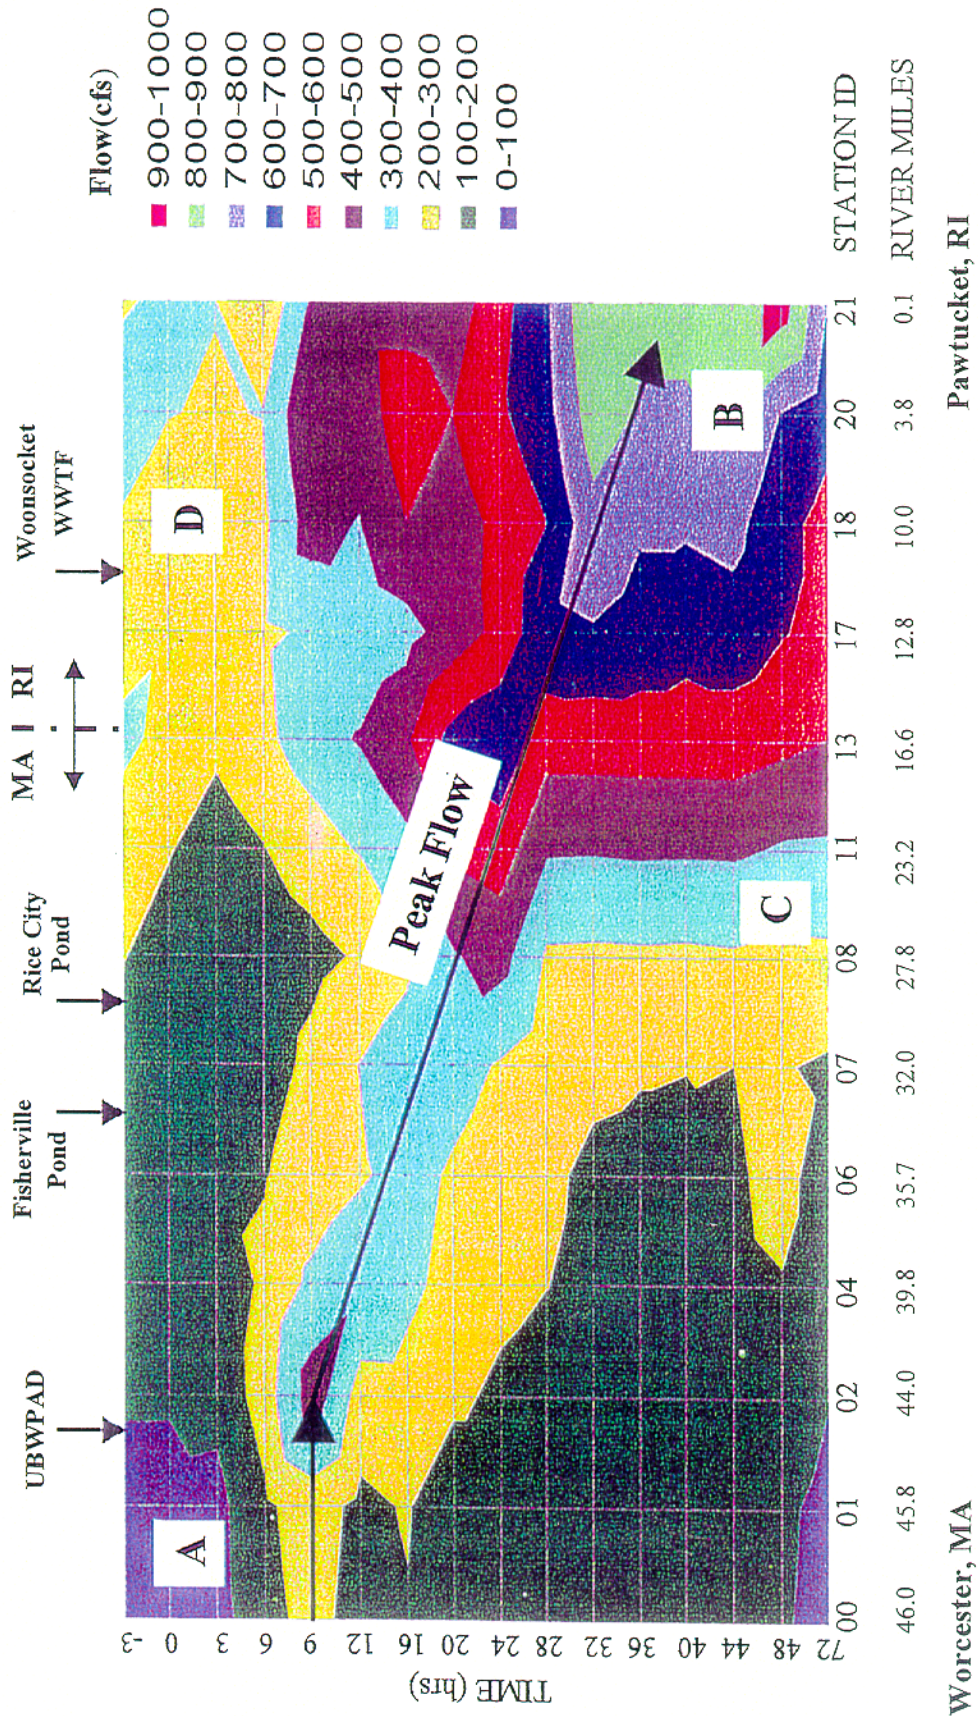 UBWPAD
Fisherville
Pond
Rice City
Pond
MA | RI
Woonsocket
WWTF
Flow(cfs)
900-1000
800-900
700-800
600-700
500-600
400-500
300-400
200-300
100-200
0-100
A
D
B
C
Peak Flow
TIME (hrs)
-3
0
3
6
9
12
16
20
24
28
32
36
40
44
48
72
00 01 02 04 06 07 08 11 13 17 18 20 21 STATION ID
46.0 45.8 44.0 39.8 35.7 32.0 27.8 23.2 16.6 12.8 10.0 3.8 0.1 RIVER MILES
Worcester, MA
Pawtucket, RI